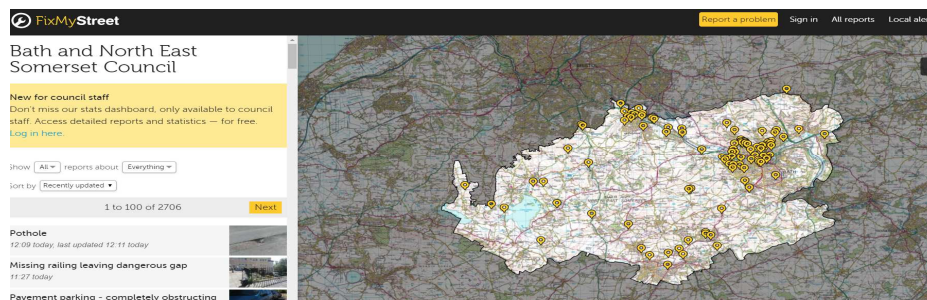 FixMyStreet
Report a problem Sign in All reports Local aler
Bath and North East
Somerset Council
New for council staff
Don't miss our stats dashboard, only available to council
staff. Access detailed reports and statistics — for free.
Log in here.
Show All reports about Everything
Sort by Recently updated
1 to 100 of 2706 Next
Pothole
12:09 today, last updated 12:11 today
Missing railing leaving dangerous gap
11:27 today
Pavement parking - completely obstructing